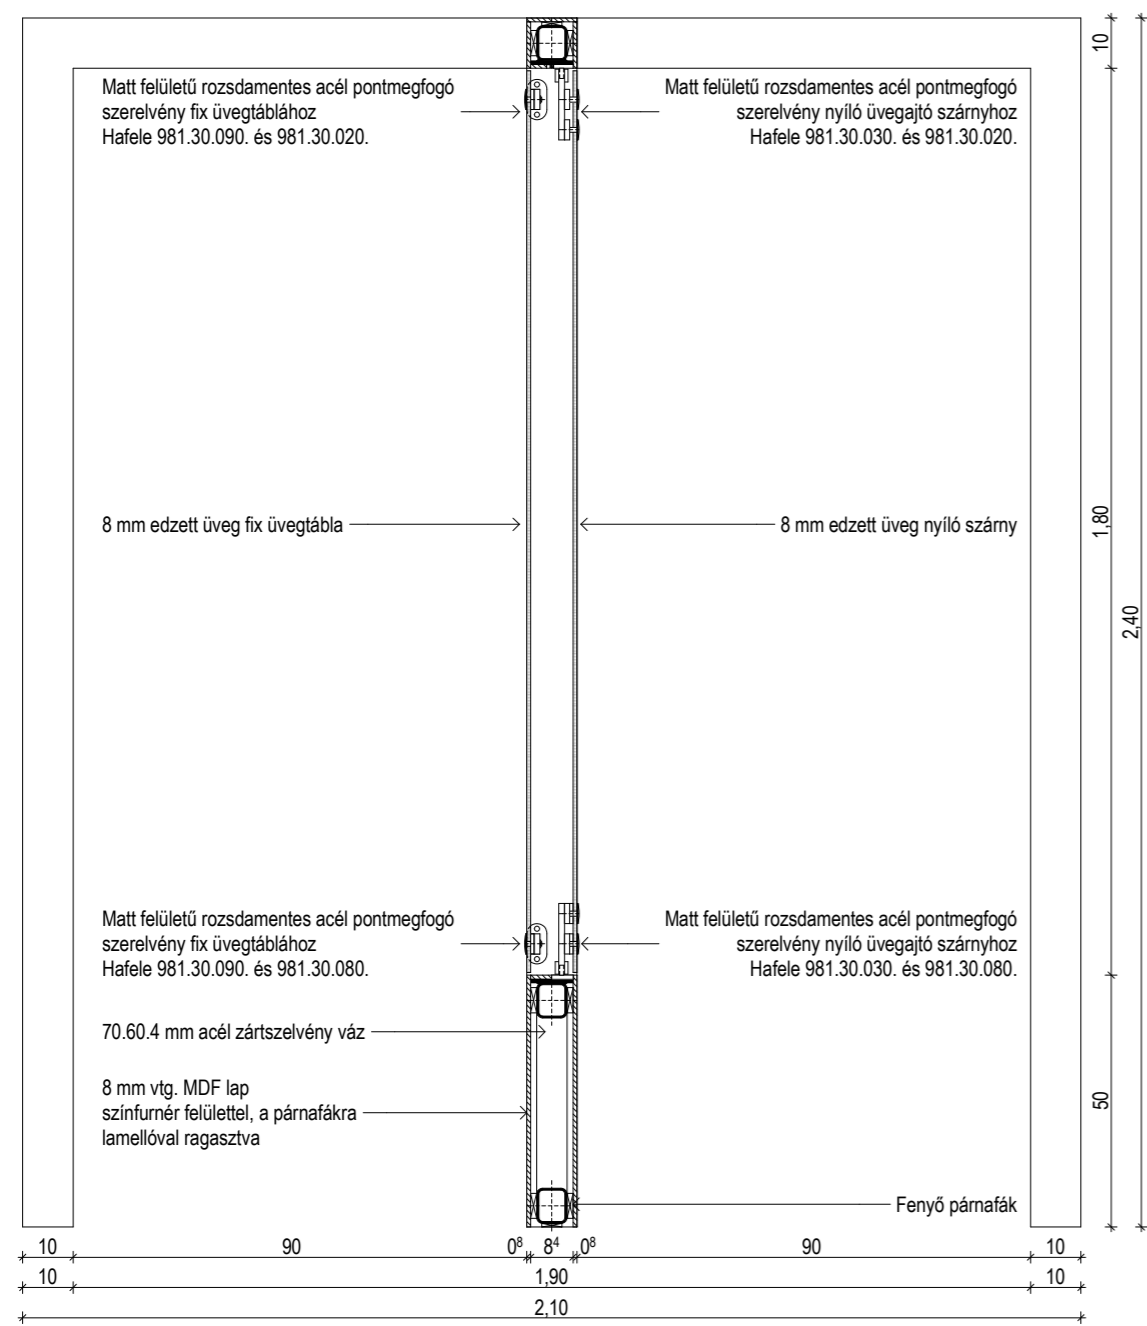 Matt felületű rozsdamentes acél pontmegfogó
szerelvény fix üvegtáblához
Hafele 981.30.090. és 981.30.020.
Matt felületű rozsdamentes acél pontmegfogó
szerelvény nyíló üvegajtó szárnyhoz
Hafele 981.30.030. és 981.30.020.
10
8 mm edzett üveg fix üvegtábla
8 mm edzett üveg nyíló szárny
1,80
2,40
Matt felületű rozsdamentes acél pontmegfogó
szerelvény fix üvegtáblához
Hafele 981.30.090. és 981.30.080.
Matt felületű rozsdamentes acél pontmegfogó
szerelvény nyíló üvegajtó szárnyhoz
Hafele 981.30.030. és 981.30.080.
70.60.4 mm acél zártszelvény váz
8 mm vtg. MDF lap
színfurnér felülettel, a párnafákra
lamellóval ragasztva
50
Fenyő párnafák
10 90 0⁸ 8⁴ 0⁸ 90 10
10 1,90 10
2,10